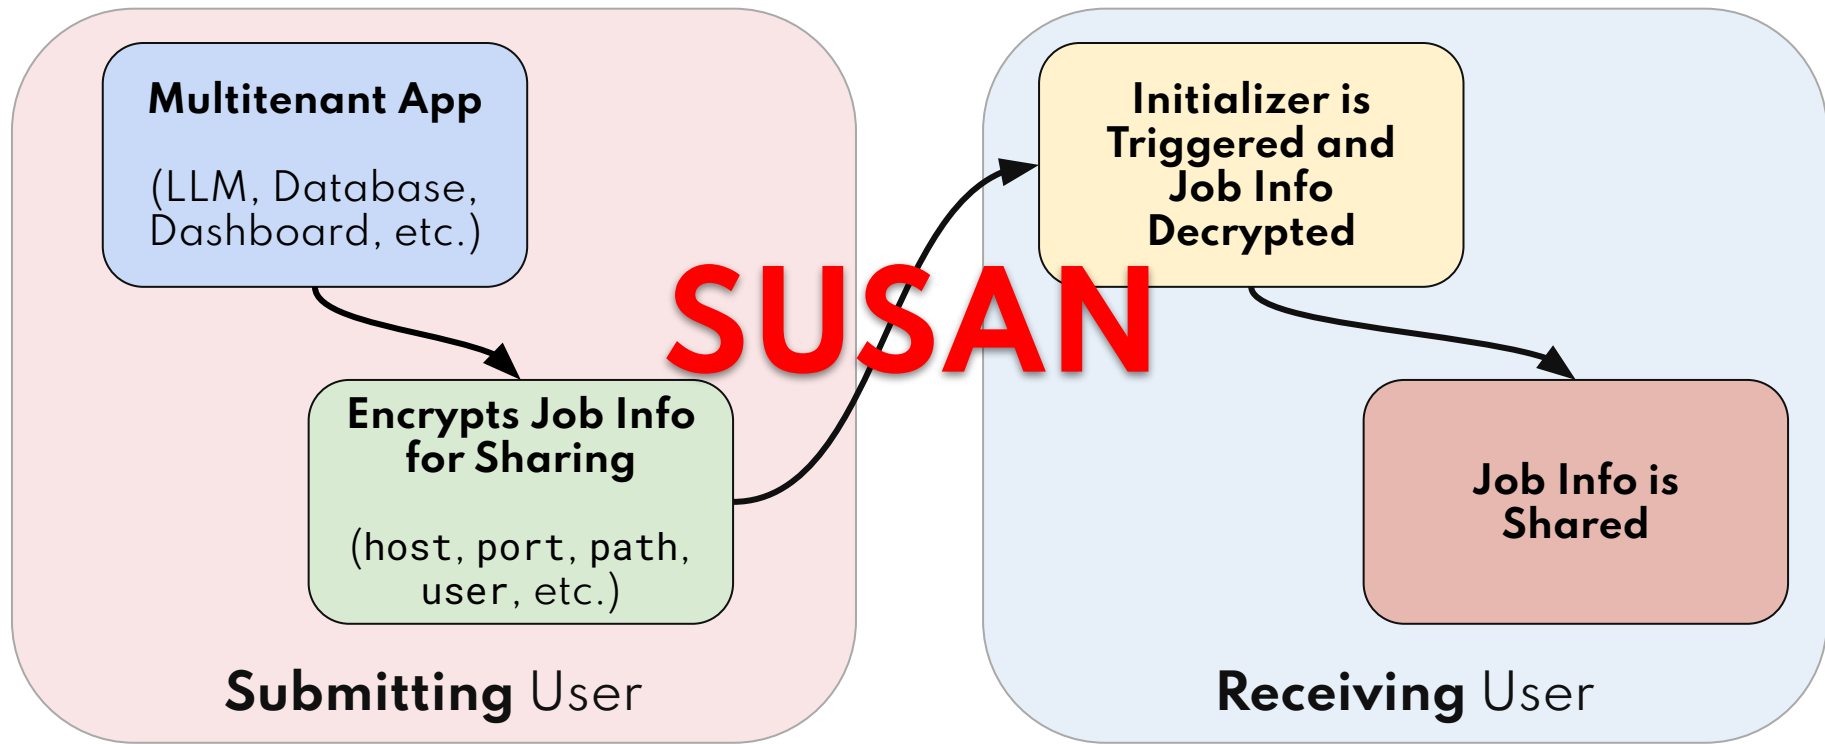 Multitenant App
(LLM, Database,
Dashboard, etc.)
Encrypts Job Info
for Sharing
(host, port, path,
user, etc.)
Submitting User
SUSAN
Initializer is
Triggered and
Job Info
Decrypted
Job Info is
Shared
Receiving User